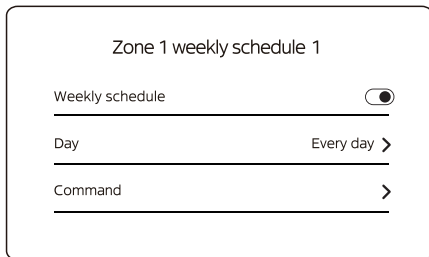 Zone 1 weekly schedule 1
Weekly schedule
Day Every day
Command